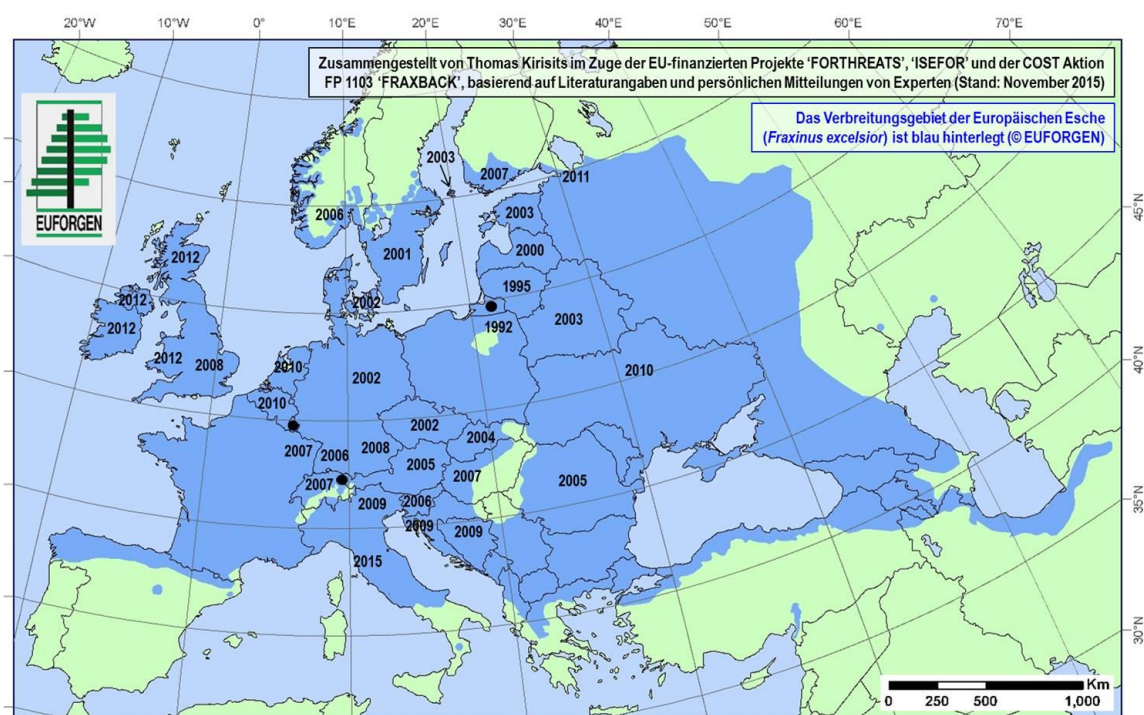 20°W 10°W 0° 10°E 20°E 30°E 40°E 50°E 60°E 70°E
Zusammengestellt von Thomas Kirisits im Zuge der EU-finanzierten Projekte ‘FORTHREATS’, ‘ISEFOR’ und der COST Aktion
FP 1103 ‘FRAXBACK’, basierend auf Literaturangaben und persönlichen Mitteilungen von Experten (Stand: November 2015)
Das Verbreitungsgebiet der Europäischen Esche
(Fraxinus excelsior) ist blau hinterlegt (© EUFORGEN)
EUFORGEN
2003
2007
2011
45°N
2006
2003
2012
2001
2000
1995
2012
2002
2012
1992
2003
2012
2008
2010
2002
2010
40°N
2010
2002
2004
2007
2006
2008
2005
2007
2007
2005
2009
2006
2009
2009
35°N
2015
30°N
Km
0 250 500 1,000